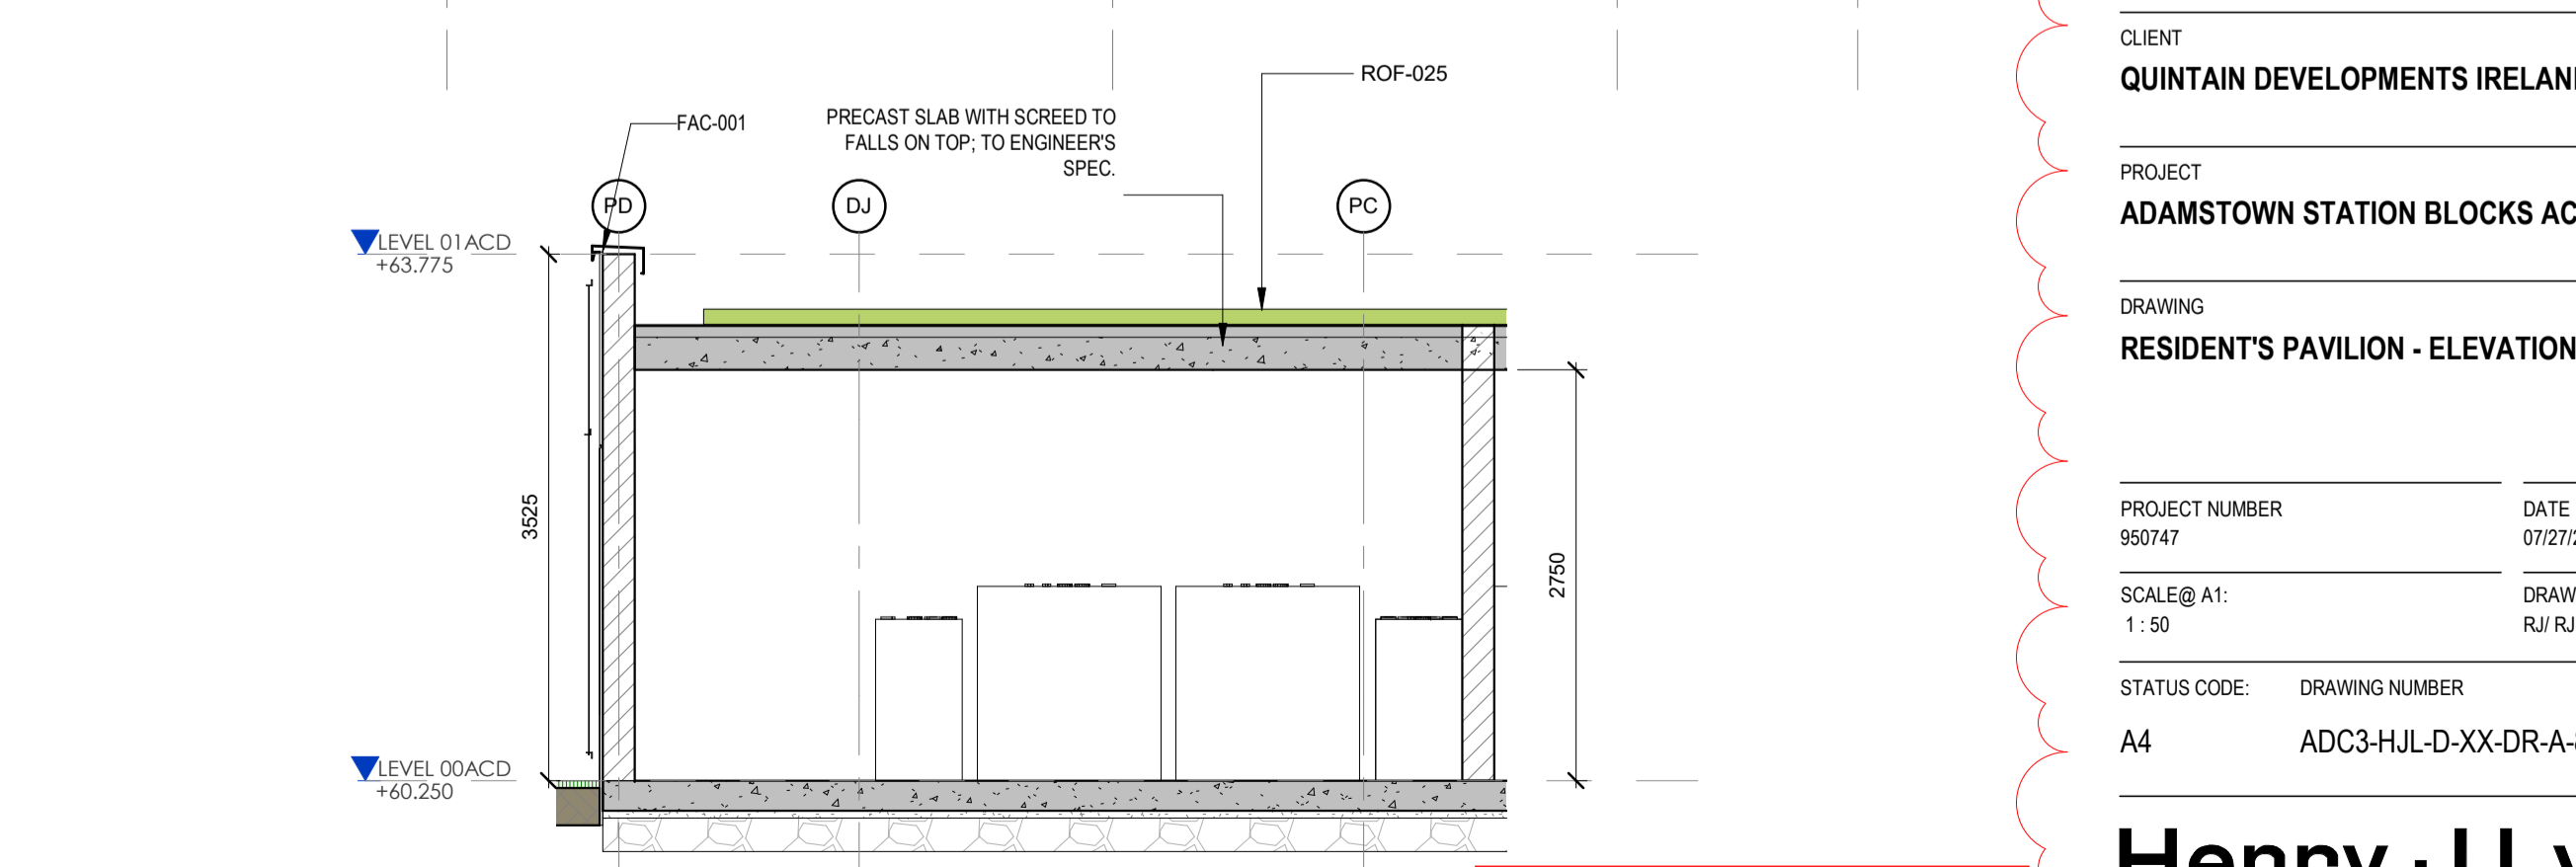 ROF-025
FAC-001
PRECAST SLAB WITH SCREED TO
FALLS ON TOP; TO ENGINEER'S
SPEC.
PD
DJ
PC
LEVEL 01ACD
+63.775
3525
2750
LEVEL 00ACD
+60.250
CLIENT
QUINTAIN DEVELOPMENTS
PROJECT
ADAMSTOWN STATION BLOCKS AC
DRAWING
RESIDENT'S PAVILION - ELEVATION
PROJECT NUMBER
950747
DATE
07/27/
SCALE@ A1:
1 : 50
DRAW
RJ/ RJ
STATUS CODE:
DRAWING NUMBER
A4
ADC3-HJL-D-XX-DR-A-